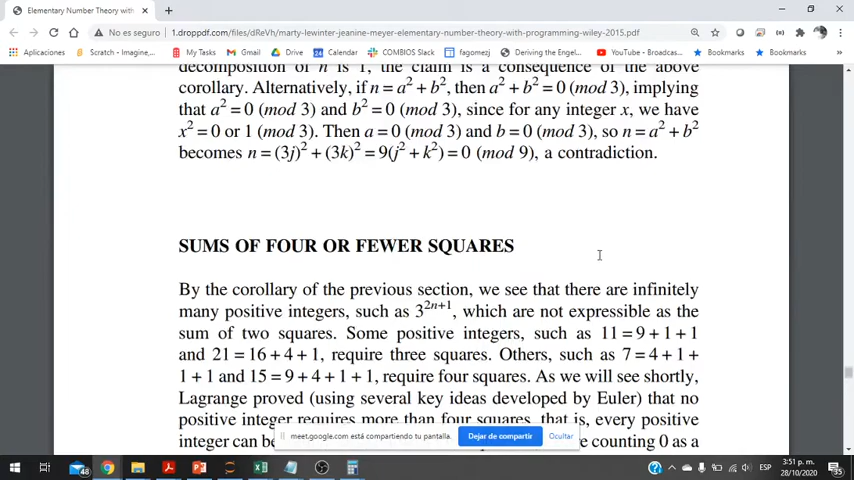 Elementary Number Theory with
No es seguro | 1.droppdf.com/files/dReVh/marty-lewinter-jeanine-meyer-elementary-number-theory-with-programming-wiley-2015.pdf
Aplicaciones Scratch - Imagin... My Tasks Gmail Drive Calendar COMBIOS Slack fagomezj Deriving the Engel... YouTube - Broadcas... Bookmarks Bookmarks
decomposition of n is 1, the claim is a consequence of the above
corollary. Alternatively, if n = a² + b², then a² + b² = 0 (mod 3), implying
that a² = 0 (mod 3) and b² = 0 (mod 3), since for any integer x, we have
x² = 0 or 1 (mod 3). Then a = 0 (mod 3) and b = 0 (mod 3), so n = a² + b²
becomes n = (3j)² + (3k)² = 9(j² + k²) = 0 (mod 9), a contradiction.
SUMS OF FOUR OR FEWER SQUARES
By the corollary of the previous section, we see that there are infinitely
many positive integers, such as 3²ⁿ⁺¹, which are not expressible as the
sum of two squares. Some positive integers, such as 11 = 9 + 1 + 1
and 21 = 16 + 4 + 1, require three squares. Others, such as 7 = 4 + 1 +
1 + 1 and 15 = 9 + 4 + 1 + 1, require four squares. As we will see shortly,
Lagrange proved (using several key ideas developed by Euler) that no
positive integer requires more than four squares, that is, every positive
integer can be
e counting 0 as a
meet.google.com está compartiendo tu pantalla. Dejar de compartir Ocultar
48
ESP
3:51 p. m.
28/10/2020
35